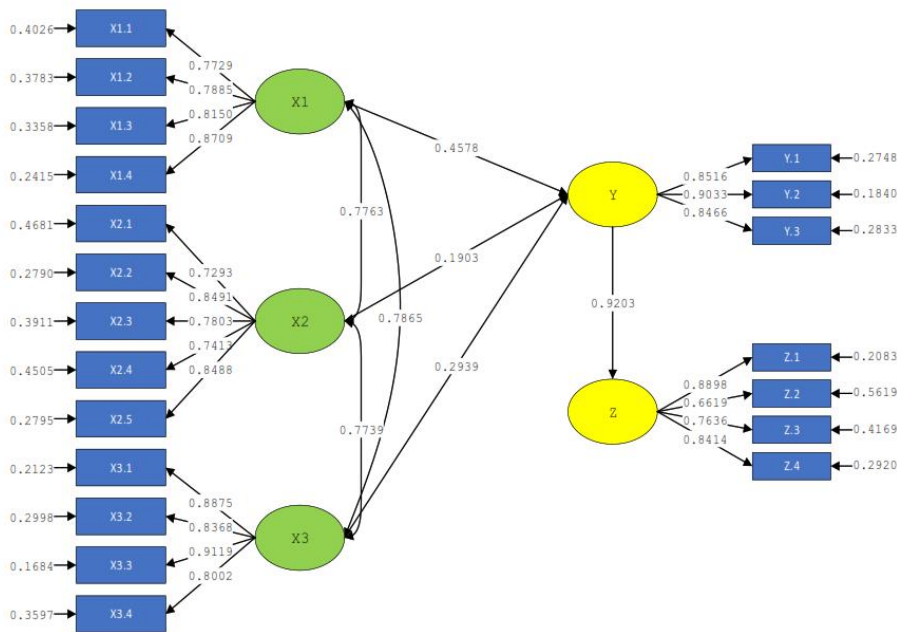 0.4026 X1.1
0.7729
0.3783 X1.2
0.7885
X1
0.3358 X1.3
0.8150
0.8709
0.2415 X1.4
0.4578
Y.1 0.2748
0.8516
Y
0.9033
Y.2 0.1840
0.8466
Y.3 0.2833
0.4681 X2.1
0.7763
0.1903
0.2790 X2.2
0.7293
0.8491
0.9203
0.3911 X2.3
0.7803
X2
0.7865
0.7413
0.4505 X2.4
0.8488
0.2939
Z.1 0.2083
0.8898
Z.2 0.5619
0.6619
Z
0.2795 X2.5
0.7636
0.7739
Z.3 0.4169
0.8414
Z.4 0.2920
0.2123 X3.1
0.8875
0.2998 X3.2
0.8368
X3
0.9119
0.1684 X3.3
0.8002
0.3597 X3.4